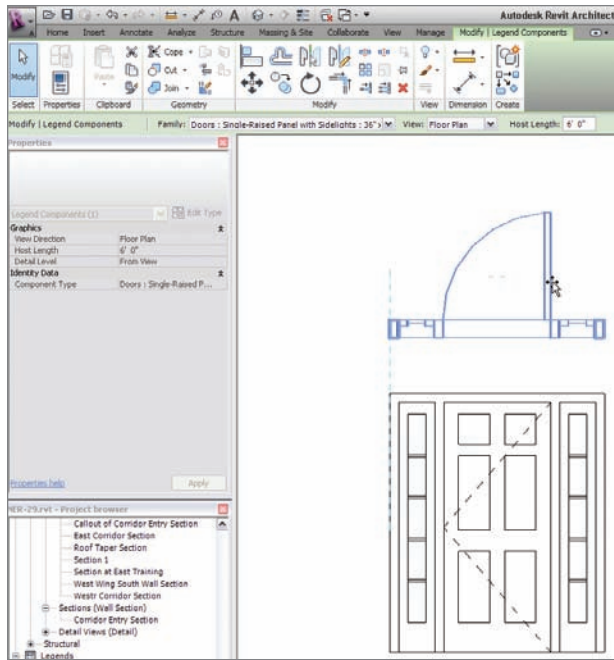 Autodesk Revit Architec
Home Insert Annotate Analyze Structure Massing & Site Collaborate View Manage Modify | Legend Components
Modify Paste Cope Cut Join
Select Properties Clipboard Geometry Modify View Dimension Create
Modify | Legend Components Family: Doors : Single-Raised Panel with Sidelights : 36"x View: Floor Plan Host Length: 6' 0"
Properties
Legend Components (1) Edit Type
Graphics
View Direction Floor Plan
Host Length 6' 0"
Detail Level From View
Identity Data
Component Type Doors : Single-Raised P...
Properties help Apply
ER-29.rvt - Project browser
Callout of Corridor Entry Section
East Corridor Section
Roof Taper Section
Section 1
Section at East Training
West Wing South Wall Section
Westr Corridor Section
Sections (Wall Section)
Corridor Entry Section
Detail Views (Detail)
Structural
Legends